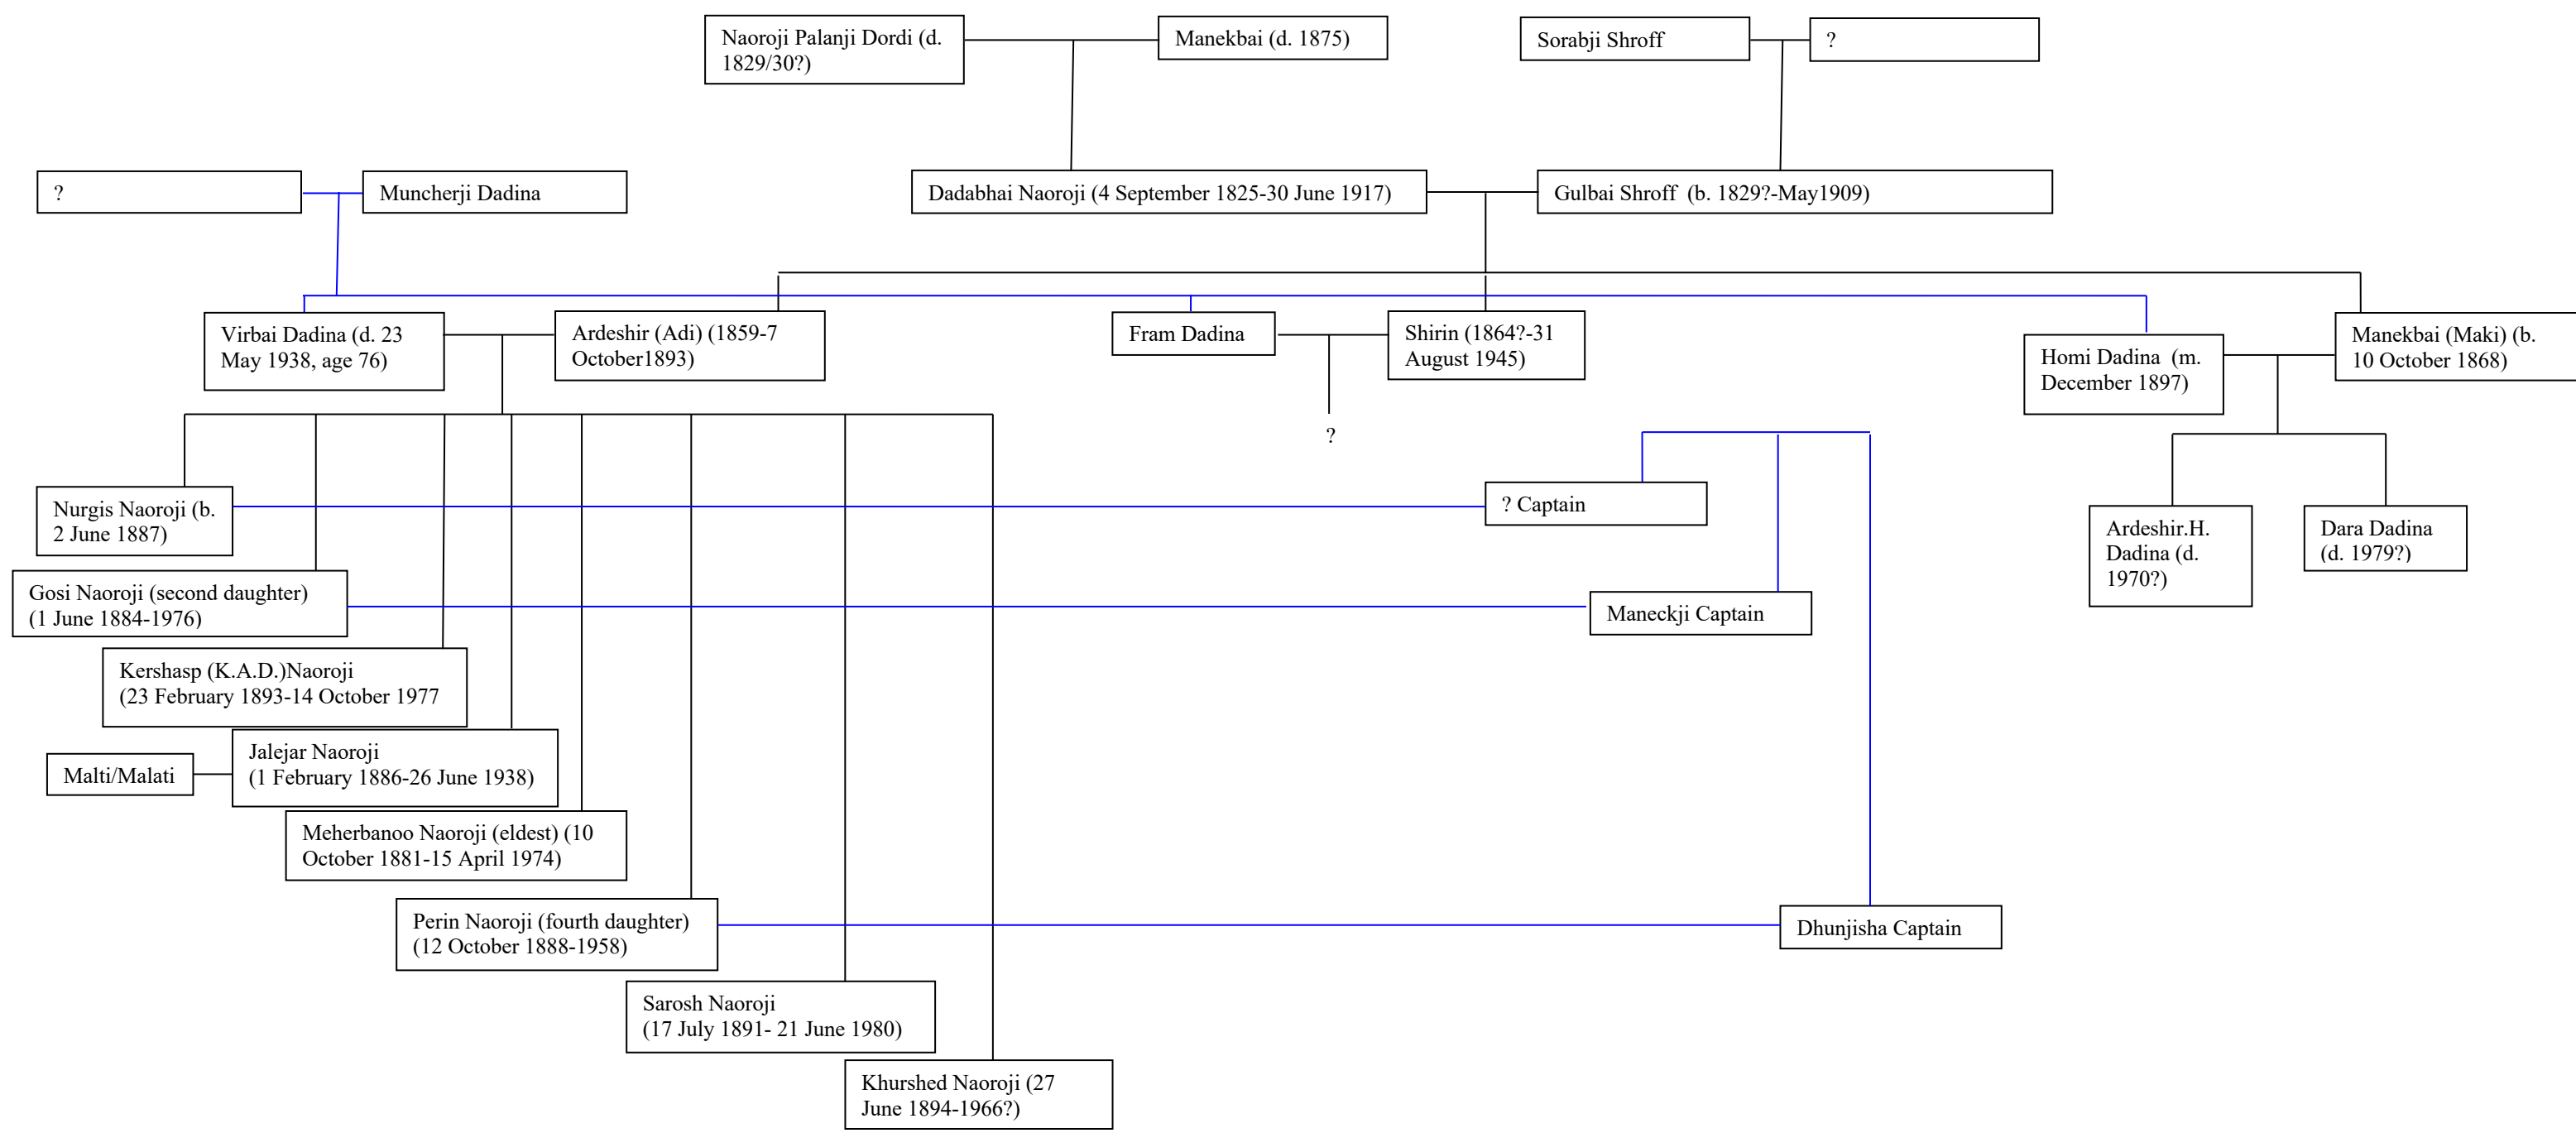 Naoroji Palanji Dordi (d.
1829/30?)
Manekbai (d. 1875)
Sorabji Shroff
?
?
Muncherji Dadina
Dadabhai Naoroji (4 September 1825-30 June 1917)
Gulbai Shroff  (b. 1829?-May1909)
Virbai Dadina (d. 23
May 1938, age 76)
Ardeshir (Adi) (1859-7
October1893)
Fram Dadina
Shirin (1864?-31
August 1945)
Homi Dadina  (m.
December 1897)
Manekbai (Maki) (b.
10 October 1868)
?
Nurgis Naoroji (b.
2 June 1887)
? Captain
Ardeshir.H.
Dadina (d.
1970?)
Dara Dadina
(d. 1979?)
Gosi Naoroji (second daughter)
(1 June 1884-1976)
Maneckji Captain
Kershasp (K.A.D.)Naoroji
(23 February 1893-14 October 1977
Malti/Malati
Jalejar Naoroji
(1 February 1886-26 June 1938)
Meherbanoo Naoroji (eldest) (10
October 1881-15 April 1974)
Perin Naoroji (fourth daughter)
(12 October 1888-1958)
Dhunjisha Captain
Sarosh Naoroji
(17 July 1891- 21 June 1980)
Khurshed Naoroji (27
June 1894-1966?)